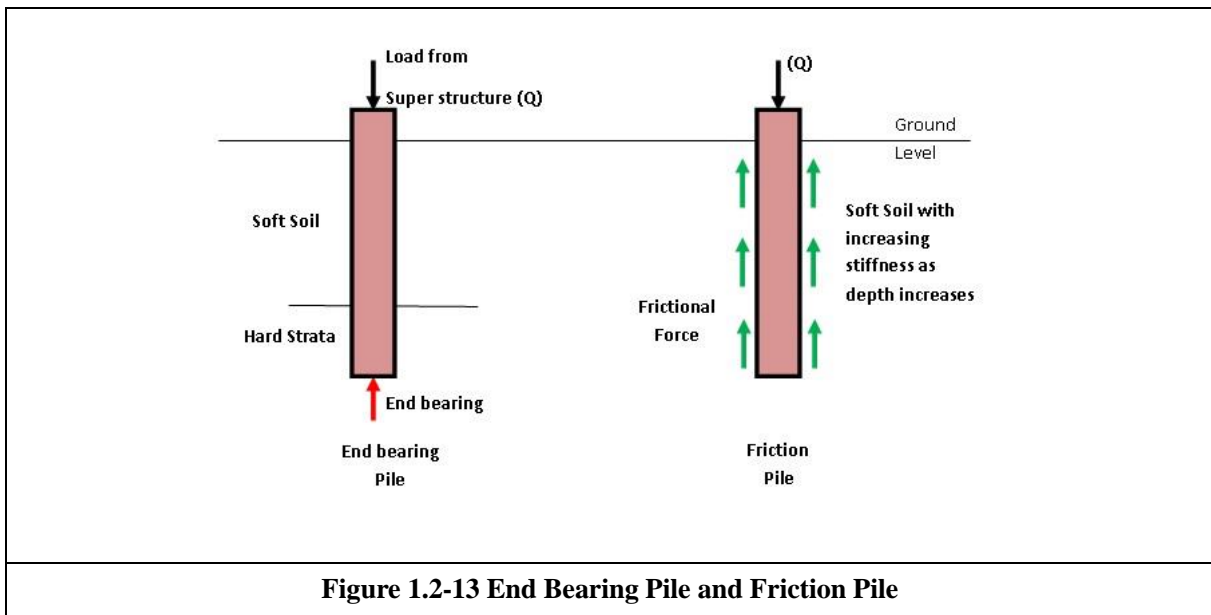 Load from
Super structure (Q)
Soft Soil
Hard Strata
End bearing
End bearing
Pile
(Q)
Ground
Level
Soft Soil with
increasing
stiffness as
depth increases
Frictional
Force
Friction
Pile
Figure 1.2-13 End Bearing Pile and Friction Pile